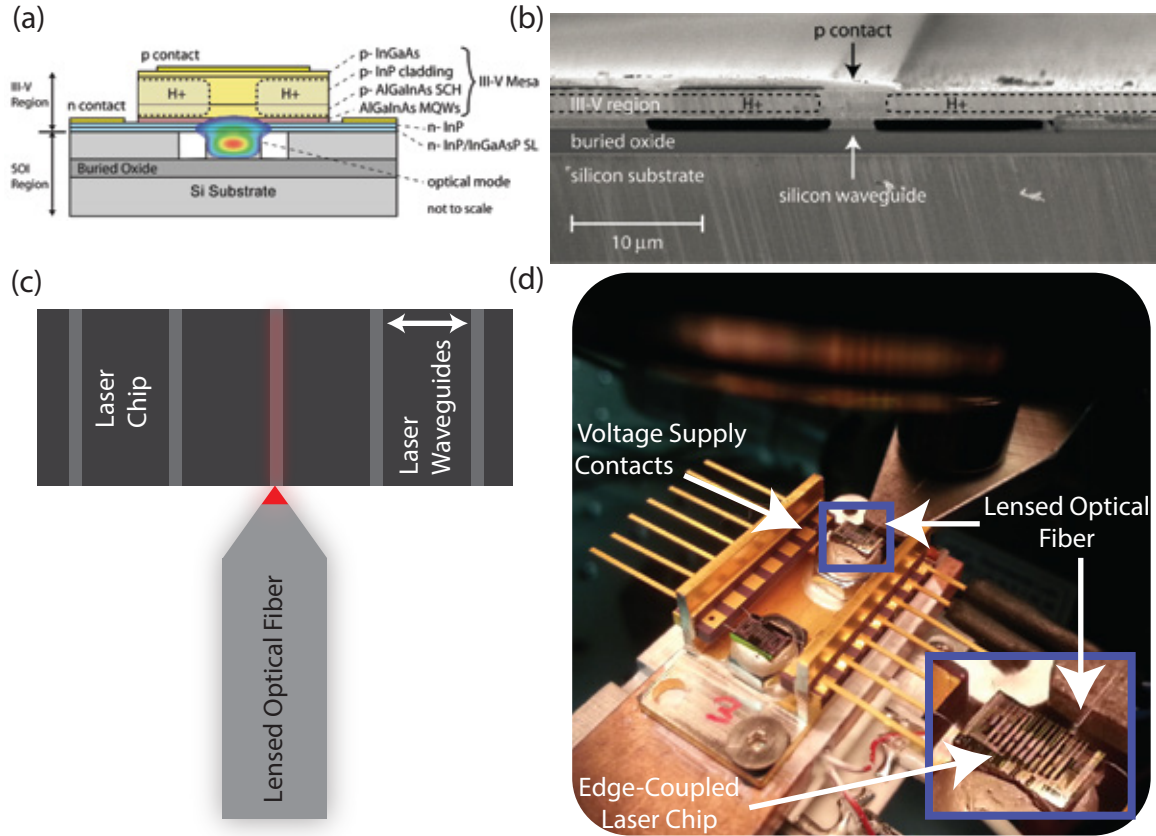 (a)
p contact
p- InGaAs
p- InP cladding
p- AlGaInAs SCH
AlGaInAs MQWs
III-V Mesa
III-V
Region
H+
H+
n contact
n- InP
n- InP/InGaAsP SL
optical mode
SOI
Region
Buried Oxide
Si Substrate
not to scale
(b)
p contact
III-V region
H+
H+
buried oxide
silicon substrate
silicon waveguide
10 μm
(c)
Laser
Chip
Laser
Waveguides
Lensed Optical Fiber
(d)
Voltage Supply
Contacts
Lensed Optical
Fiber
3
Edge-Coupled
Laser Chip